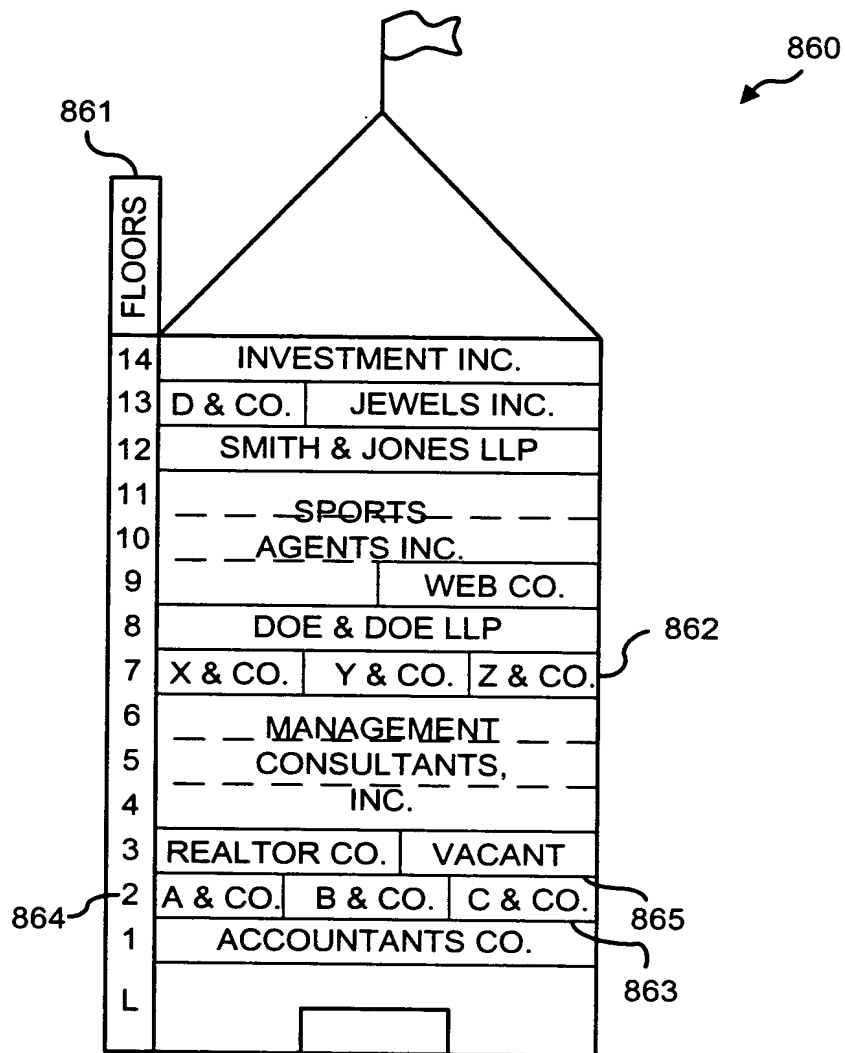 860
861
FLOORS
14 INVESTMENT INC.
13 D & CO. JEWELS INC.
12 SMITH & JONES LLP
11 SPORTS
10 AGENTS INC.
9 WEB CO.
8 DOE & DOE LLP
862
7 X & CO. Y & CO. Z & CO.
6 MANAGEMENT
5 CONSULTANTS,
4 INC.
3 REALTOR CO. VACANT
864 2 A & CO. B & CO. C & CO. 865
1 ACCOUNTANTS CO.
863
L